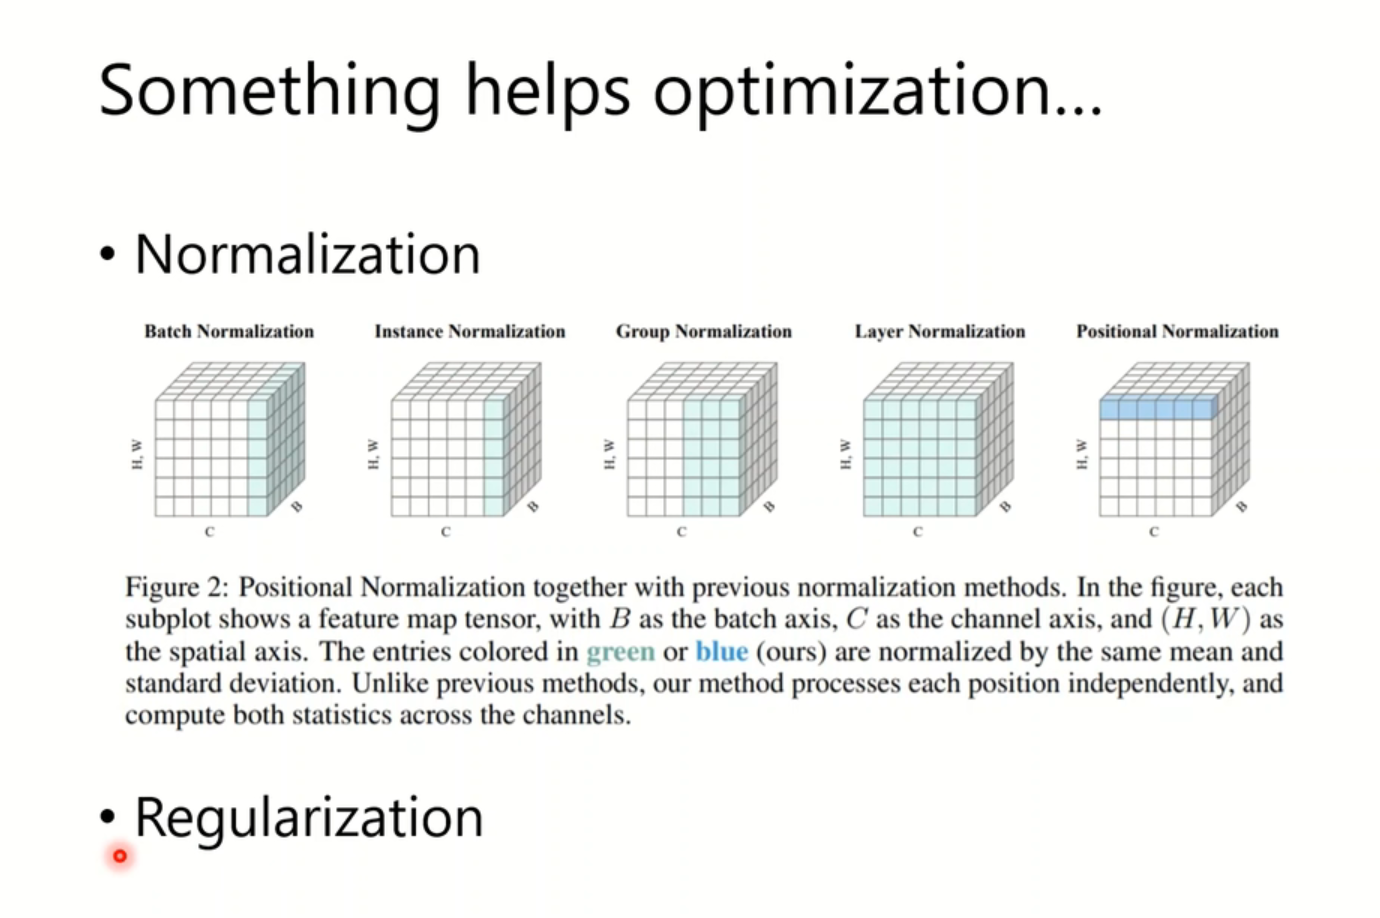 Something helps optimization...
• Normalization
Batch Normalization
Instance Normalization
Group Normalization
Layer Normalization
Positional Normalization
H, W
C
B
H, W
C
B
H, W
C
B
H, W
C
B
H, W
C
B
Figure 2: Positional Normalization together with previous normalization methods. In the figure, each
subplot shows a feature map tensor, with B as the batch axis, C as the channel axis, and (H, W) as
the spatial axis. The entries colored in green or blue (ours) are normalized by the same mean and
standard deviation. Unlike previous methods, our method processes each position independently, and
compute both statistics across the channels.
• Regularization